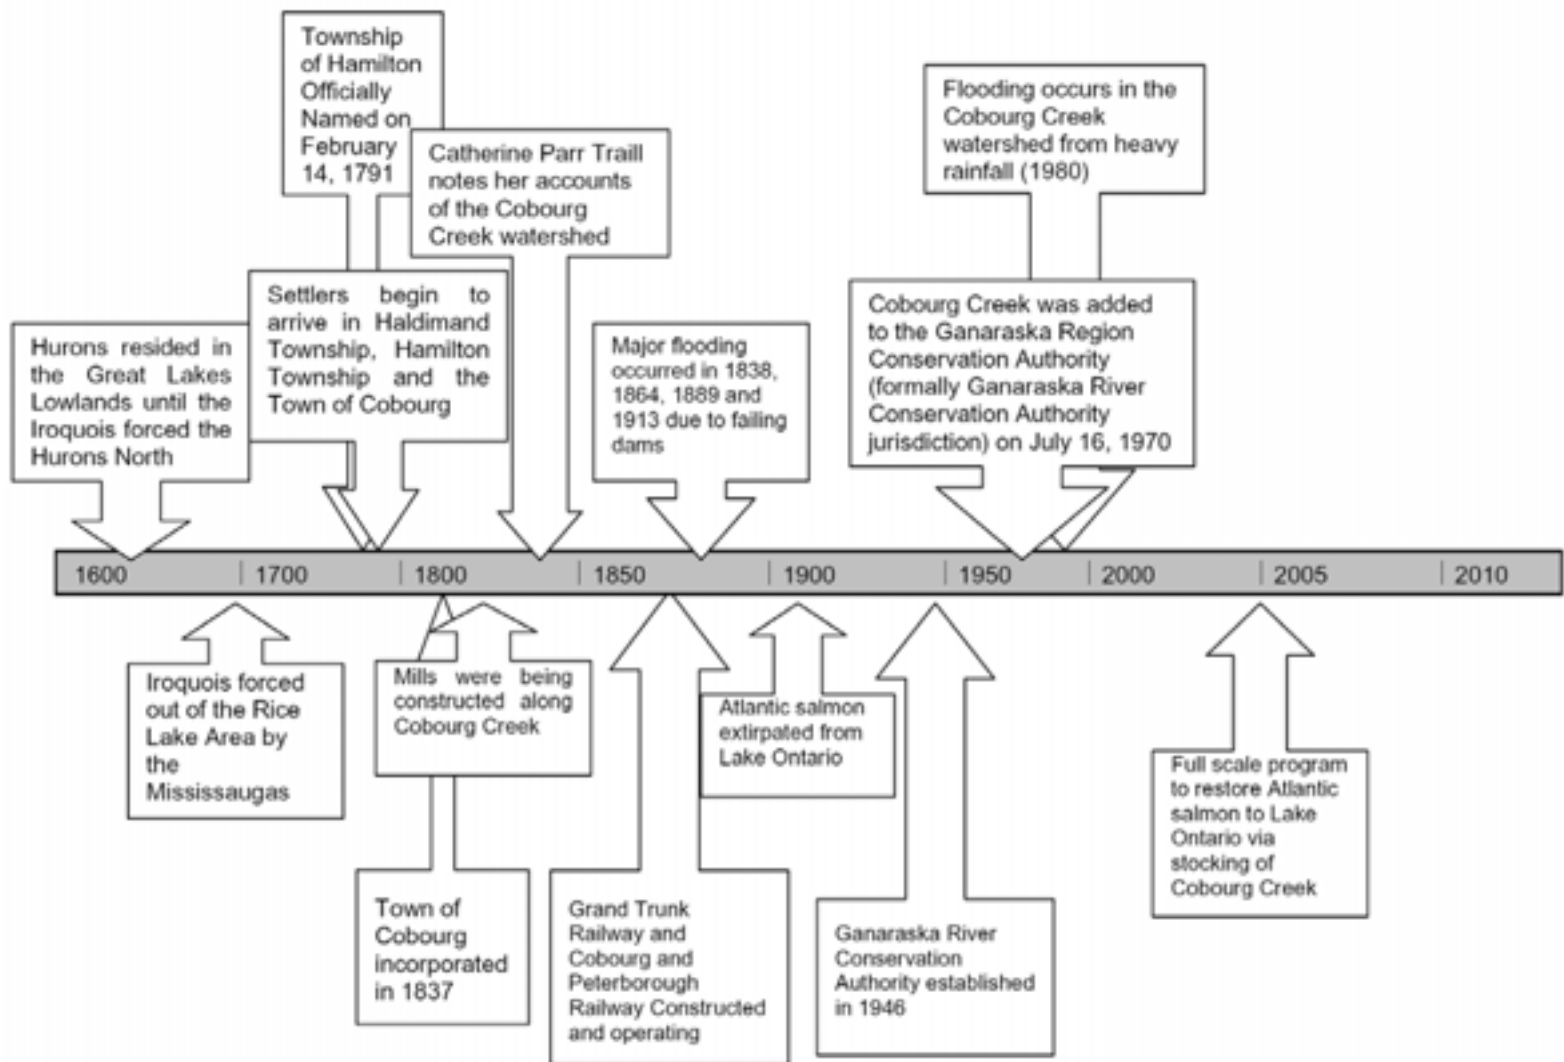 Township
of Hamilton
Officially
Named on
February
14, 1791
Catherine Parr Traill
notes her accounts
of the Cobourg
Creek watershed
Flooding occurs in the
Cobourg Creek
watershed from heavy
rainfall (1980)
Settlers begin to
arrive in Haldimand
Township, Hamilton
Township and the
Town of Cobourg
Hurons resided in
the Great Lakes
Lowlands until the
Iroquois forced the
Hurons North
Major flooding
occurred in 1838,
1864, 1889 and
1913 due to failing
dams
Cobourg Creek was added
to the Ganaraska Region
Conservation Authority
(formally Ganaraska River
Conservation Authority
jurisdiction) on July 16, 1970
1600 | 1700 | 1800 | 1850 | 1900 | 1950 | 2000 | 2005 | 2010
Iroquois forced
out of the Rice
Lake Area by
the
Mississaugas
Mills were being
constructed along
Cobourg Creek
Atlantic salmon
extirpated from
Lake Ontario
Full scale program
to restore Atlantic
salmon to Lake
Ontario via
stocking of
Cobourg Creek
Town of
Cobourg
incorporated
in 1837
Grand Trunk
Railway and
Cobourg and
Peterborough
Railway Constructed
and operating
Ganaraska River
Conservation
Authority established
in 1946